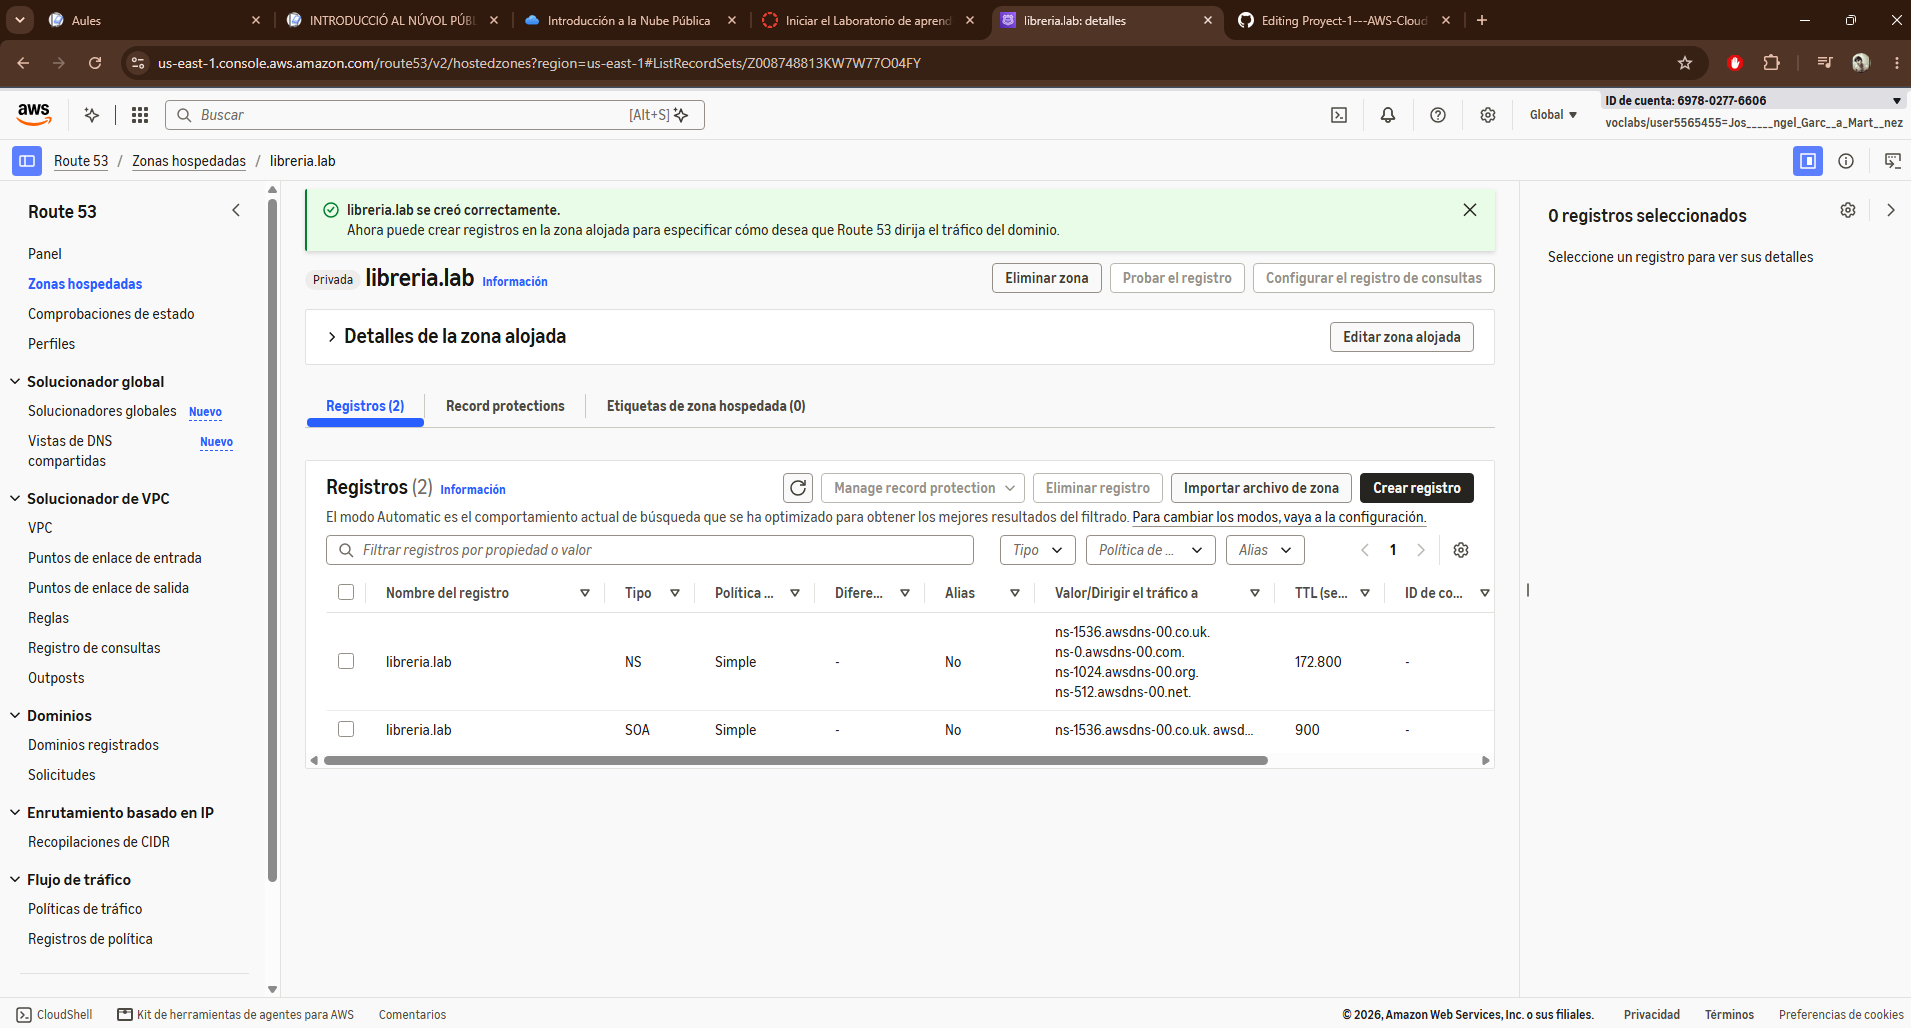 Aules
INTRODUCCIÓ AL NÚVOL PÚBL
Introducción a la Nube Pública
Iniciar el Laboratorio de aprend
libreria.lab: detalles
Editing Proyect-1---AWS-Cloud
us-east-1.console.aws.amazon.com/route53/v2/hostedzones?region=us-east-1#ListRecordSets/Z008748813KW7W77O04FY
aws
Buscar
[Alt+S]
Global
ID de cuenta: 6978-0277-6606
voclabs/user5565455=Jos_____ngel_Garc__a_Mart__nez
Route 53 / Zonas hospedadas / libreria.lab
Route 53
Panel
Zonas hospedadas
Comprobaciones de estado
Perfiles
Solucionador global
Solucionadores globales Nuevo
Vistas de DNS compartidas Nuevo
Solucionador de VPC
VPC
Puntos de enlace de entrada
Puntos de enlace de salida
Reglas
Registro de consultas
Outposts
Dominios
Dominios registrados
Solicitudes
Enrutamiento basado en IP
Recopilaciones de CIDR
Flujo de tráfico
Políticas de tráfico
Registros de política
libreria.lab se creó correctamente.
Ahora puede crear registros en la zona alojada para especificar cómo desea que Route 53 dirija el tráfico del dominio.
Privada libreria.lab Información
Eliminar zona
Probar el registro
Configurar el registro de consultas
Detalles de la zona alojada
Editar zona alojada
Registros (2)
Record protections
Etiquetas de zona hospedada (0)
Registros (2) Información
Manage record protection
Eliminar registro
Importar archivo de zona
Crear registro
El modo Automatic es el comportamiento actual de búsqueda que se ha optimizado para obtener los mejores resultados del filtrado. Para cambiar los modos, vaya a la configuración.
Filtrar registros por propiedad o valor
Tipo
Política de ...
Alias
1
Nombre del registro Tipo Política ... Difere... Alias Valor/Dirigir el tráfico a TTL (se... ID de co...
libreria.lab NS Simple - No ns-1536.awsdns-00.co.uk.
ns-0.awsdns-00.com.
ns-1024.awsdns-00.org.
ns-512.awsdns-00.net.
172.800 -
libreria.lab SOA Simple - No ns-1536.awsdns-00.co.uk. awsd... 900 -
0 registros seleccionados
Seleccione un registro para ver sus detalles
CloudShell
Kit de herramientas de agentes para AWS
Comentarios
© 2026, Amazon Web Services, Inc. o sus filiales.
Privacidad
Términos
Preferencias de cookies